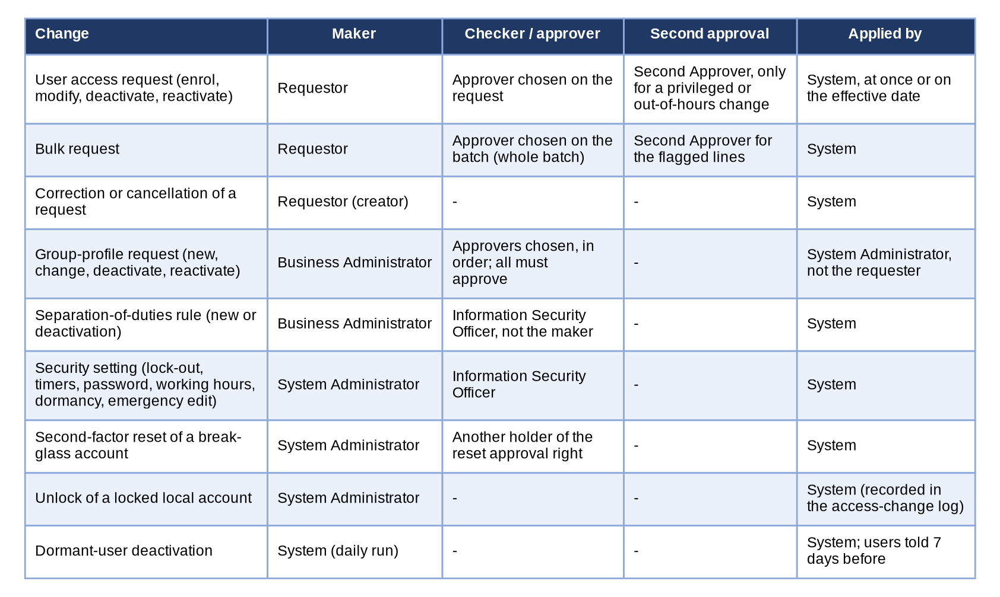 Change
Maker
Checker / approver
Second approval
Applied by
User access request (enrol,
modify, deactivate, reactivate)
Requestor
Approver chosen on the
request
Second Approver, only
for a privileged or
out-of-hours change
System, at once or on
the effective date
Bulk request
Requestor
Approver chosen on the
batch (whole batch)
Second Approver for
the flagged lines
System
Correction or cancellation of a
request
Requestor (creator)
-
-
System
Group-profile request (new,
change, deactivate, reactivate)
Business Administrator
Approvers chosen, in
order; all must
approve
-
System Administrator,
not the requester
Separation-of-duties rule (new or
deactivation)
Business Administrator
Information Security
Officer, not the maker
-
System
Security setting (lock-out,
timers, password, working hours,
dormancy, emergency edit)
System Administrator
Information Security
Officer
-
System
Second-factor reset of a break-
glass account
System Administrator
Another holder of the
reset approval right
-
System
Unlock of a locked local account
System Administrator
-
-
System (recorded in
the access-change log)
Dormant-user deactivation
System (daily run)
-
-
System; users told 7
days before